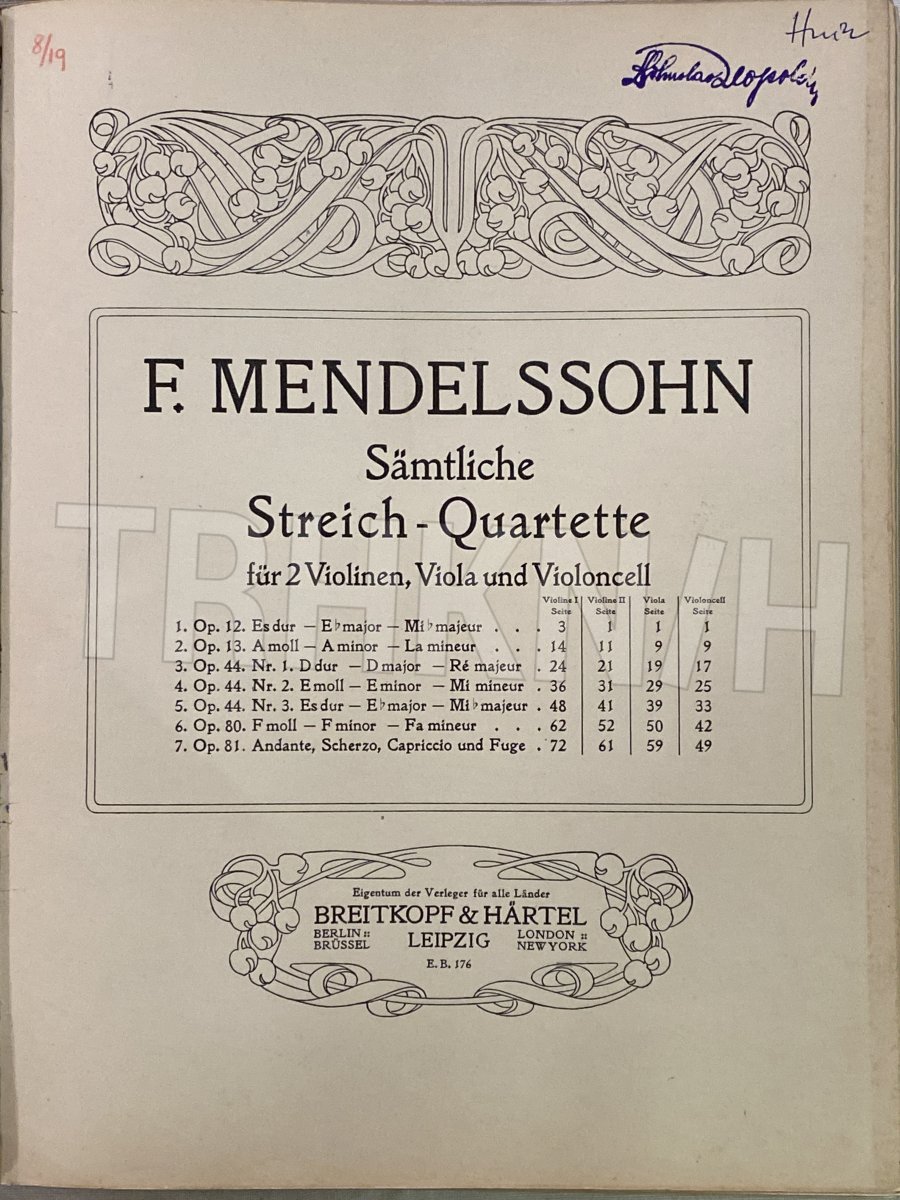 8/19
F. MENDELSSOHN
Sämtliche
Streich-Quartette
für 2 Violinen, Viola und Violoncell
Violine I Seite Violine II Seite Viola Seite Violoncell Seite
1. Op. 12. Es dur — E♭ major — Mi♭ majeur . . . 3 1 1 1
2. Op. 13. A moll — A minor — La mineur . . . 14 11 9 9
3. Op. 44. Nr. 1. D dur — D major — Ré majeur . 24 21 19 17
4. Op. 44. Nr. 2. E moll — E minor — Mi mineur . 36 31 29 25
5. Op. 44. Nr. 3. Es dur — E♭ major — Mi♭ majeur . 48 41 39 33
6. Op. 80. F moll — F minor — Fa mineur . . . 62 52 50 42
7. Op. 81. Andante, Scherzo, Capriccio und Fuge . 72 61 59 49
TBHKN/H
Eigentum der Verleger für alle Länder
BREITKOPF & HÄRTEL
BERLIN :: LEIPZIG LONDON ::
BRÜSSEL NEW YORK
E. B. 176